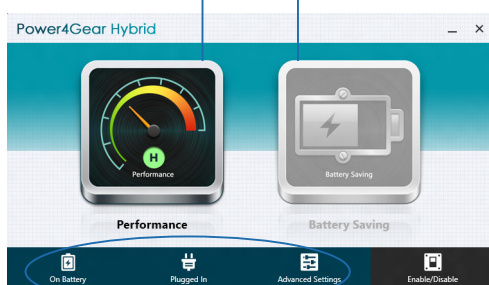 Power4Gear Hybrid
H
Performance
Battery Saving
Performance
Battery Saving
On Battery
Plugged In
Advanced Settings
Enable/Disable